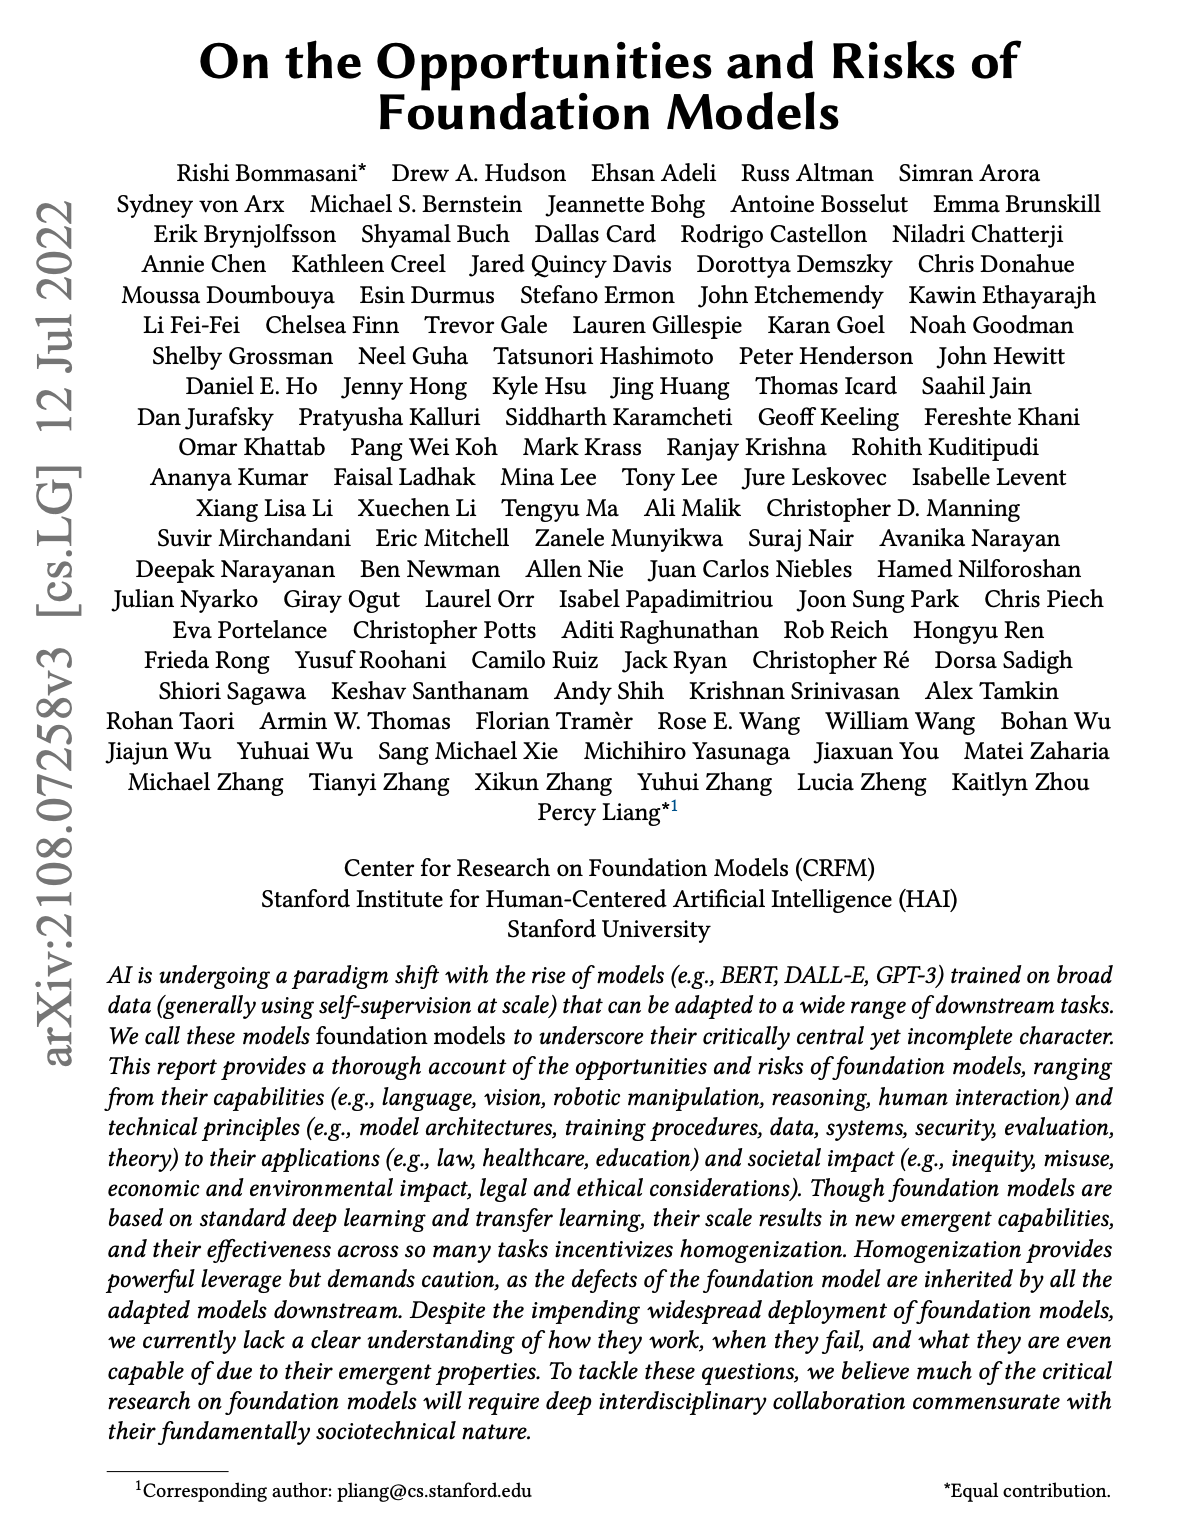 On the Opportunities and Risks of
Foundation Models
Rishi Bommasani* Drew A. Hudson Ehsan Adeli Russ Altman Simran Arora
Sydney von Arx Michael S. Bernstein Jeannette Bohg Antoine Bosselut Emma Brunskill
Erik Brynjolfsson Shyamal Buch Dallas Card Rodrigo Castellon Niladri Chatterji
Annie Chen Kathleen Creel Jared Quincy Davis Dorottya Demszky Chris Donahue
Moussa Doumbouya Esin Durmus Stefano Ermon John Etchemendy Kawin Ethayarajh
Li Fei-Fei Chelsea Finn Trevor Gale Lauren Gillespie Karan Goel Noah Goodman
Shelby Grossman Neel Guha Tatsunori Hashimoto Peter Henderson John Hewitt
Daniel E. Ho Jenny Hong Kyle Hsu Jing Huang Thomas Icard Saahil Jain
Dan Jurafsky Pratyusha Kalluri Siddharth Karamcheti Geoff Keeling Fereshte Khani
Omar Khattab Pang Wei Koh Mark Krass Ranjay Krishna Rohith Kuditipudi
Ananya Kumar Faisal Ladhak Mina Lee Tony Lee Jure Leskovec Isabelle Levent
Xiang Lisa Li Xuechen Li Tengyu Ma Ali Malik Christopher D. Manning
Suvir Mirchandani Eric Mitchell Zanele Munyikwa Suraj Nair Avanika Narayan
Deepak Narayanan Ben Newman Allen Nie Juan Carlos Niebles Hamed Nilforoshan
Julian Nyarko Giray Ogut Laurel Orr Isabel Papadimitriou Joon Sung Park Chris Piech
Eva Portelance Christopher Potts Aditi Raghunathan Rob Reich Hongyu Ren
Frieda Rong Yusuf Roohani Camilo Ruiz Jack Ryan Christopher Ré Dorsa Sadigh
Shiori Sagawa Keshav Santhanam Andy Shih Krishnan Srinivasan Alex Tamkin
Rohan Taori Armin W. Thomas Florian Tramèr Rose E. Wang William Wang Bohan Wu
Jiajun Wu Yuhuai Wu Sang Michael Xie Michihiro Yasunaga Jiaxuan You Matei Zaharia
Michael Zhang Tianyi Zhang Xikun Zhang Yuhui Zhang Lucia Zheng Kaitlyn Zhou
Percy Liang*1
Center for Research on Foundation Models (CRFM)
Stanford Institute for Human-Centered Artificial Intelligence (HAI)
Stanford University
AI is undergoing a paradigm shift with the rise of models (e.g., BERT, DALL-E, GPT-3) trained on broad
data (generally using self-supervision at scale) that can be adapted to a wide range of downstream tasks.
We call these models foundation models to underscore their critically central yet incomplete character.
This report provides a thorough account of the opportunities and risks of foundation models, ranging
from their capabilities (e.g., language, vision, robotic manipulation, reasoning, human interaction) and
technical principles (e.g., model architectures, training procedures, data, systems, security, evaluation,
theory) to their applications (e.g., law, healthcare, education) and societal impact (e.g., inequity, misuse,
economic and environmental impact, legal and ethical considerations). Though foundation models are
based on standard deep learning and transfer learning, their scale results in new emergent capabilities,
and their effectiveness across so many tasks incentivizes homogenization. Homogenization provides
powerful leverage but demands caution, as the defects of the foundation model are inherited by all the
adapted models downstream. Despite the impending widespread deployment of foundation models,
we currently lack a clear understanding of how they work, when they fail, and what they are even
capable of due to their emergent properties. To tackle these questions, we believe much of the critical
research on foundation models will require deep interdisciplinary collaboration commensurate with
their fundamentally sociotechnical nature.
1Corresponding author: pliang@cs.stanford.edu
*Equal contribution.
arXiv:2108.07258v3 [cs.LG] 12 Jul 2022